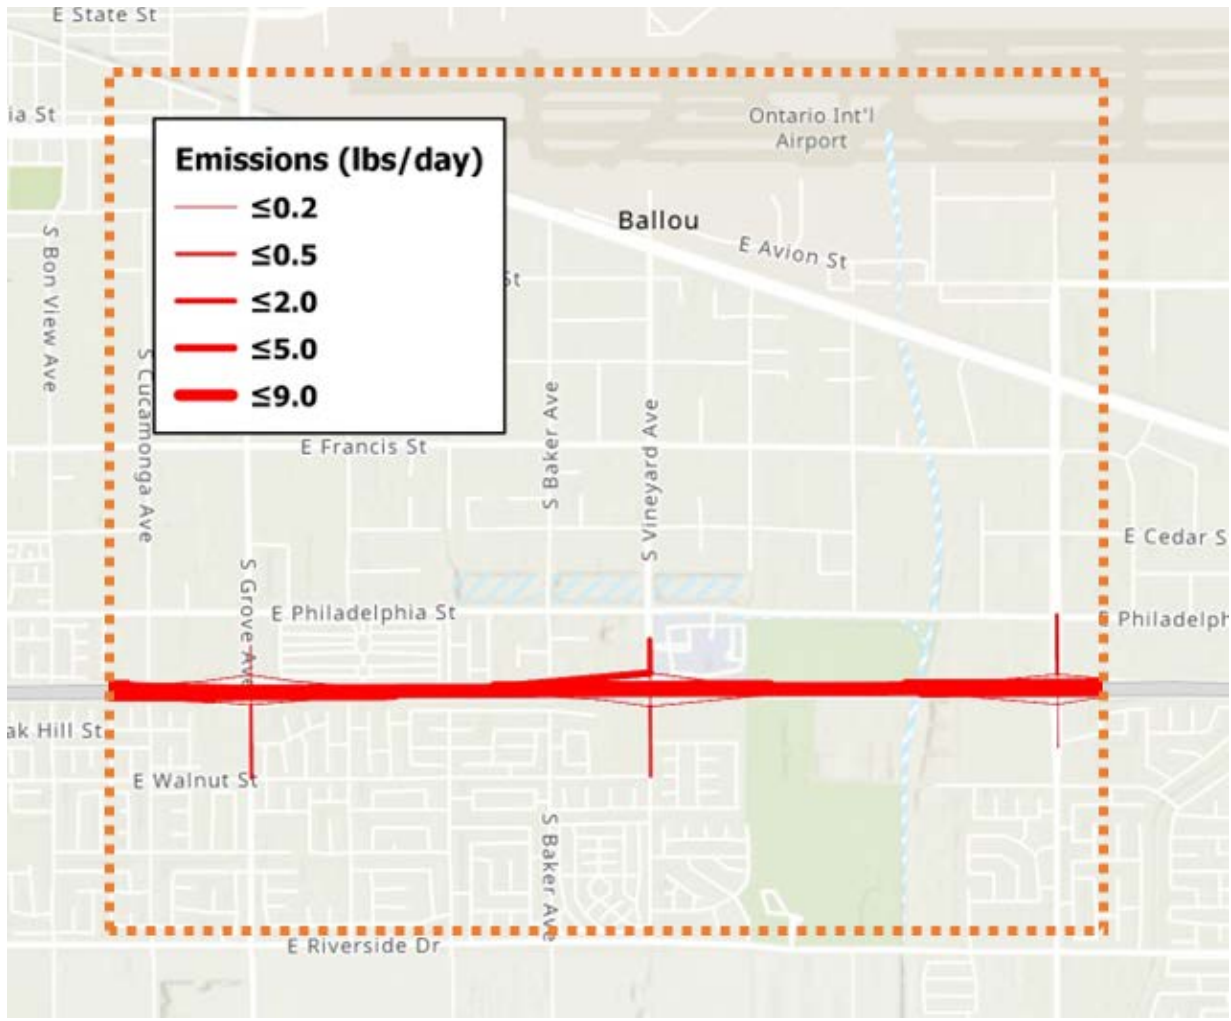 E State St
ia St
Ontario Int'l
Airport
Emissions (lbs/day)
≤0.2
≤0.5
≤2.0
≤5.0
≤9.0
Ballou
E Avion St
St
S Bon View Ave
S Cucamonga Ave
S Baker Ave
S Vineyard Ave
E Francis St
E Cedar S
S Grove Ave
E Philadelphia St
Philadelph
ak Hill St
E Walnut St
S Baker Ave
E Riverside Dr